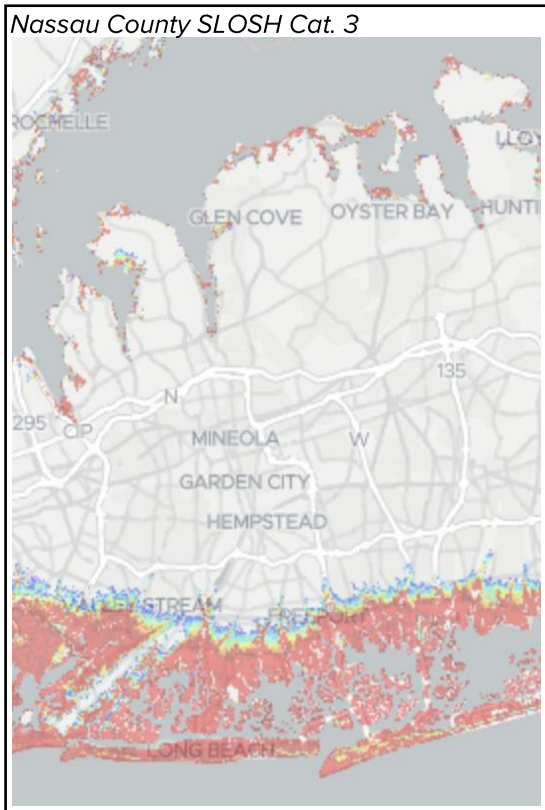 Nassau County SLOSH Cat. 3
ROCHELLE
LLOY
GLEN COVE
OYSTER BAY
HUNTI
135
N
295
CIP
MINEOLA
W
GARDEN CITY
HEMPSTEAD
VALLEY STREAM
FREEPORT
LONG BEACH